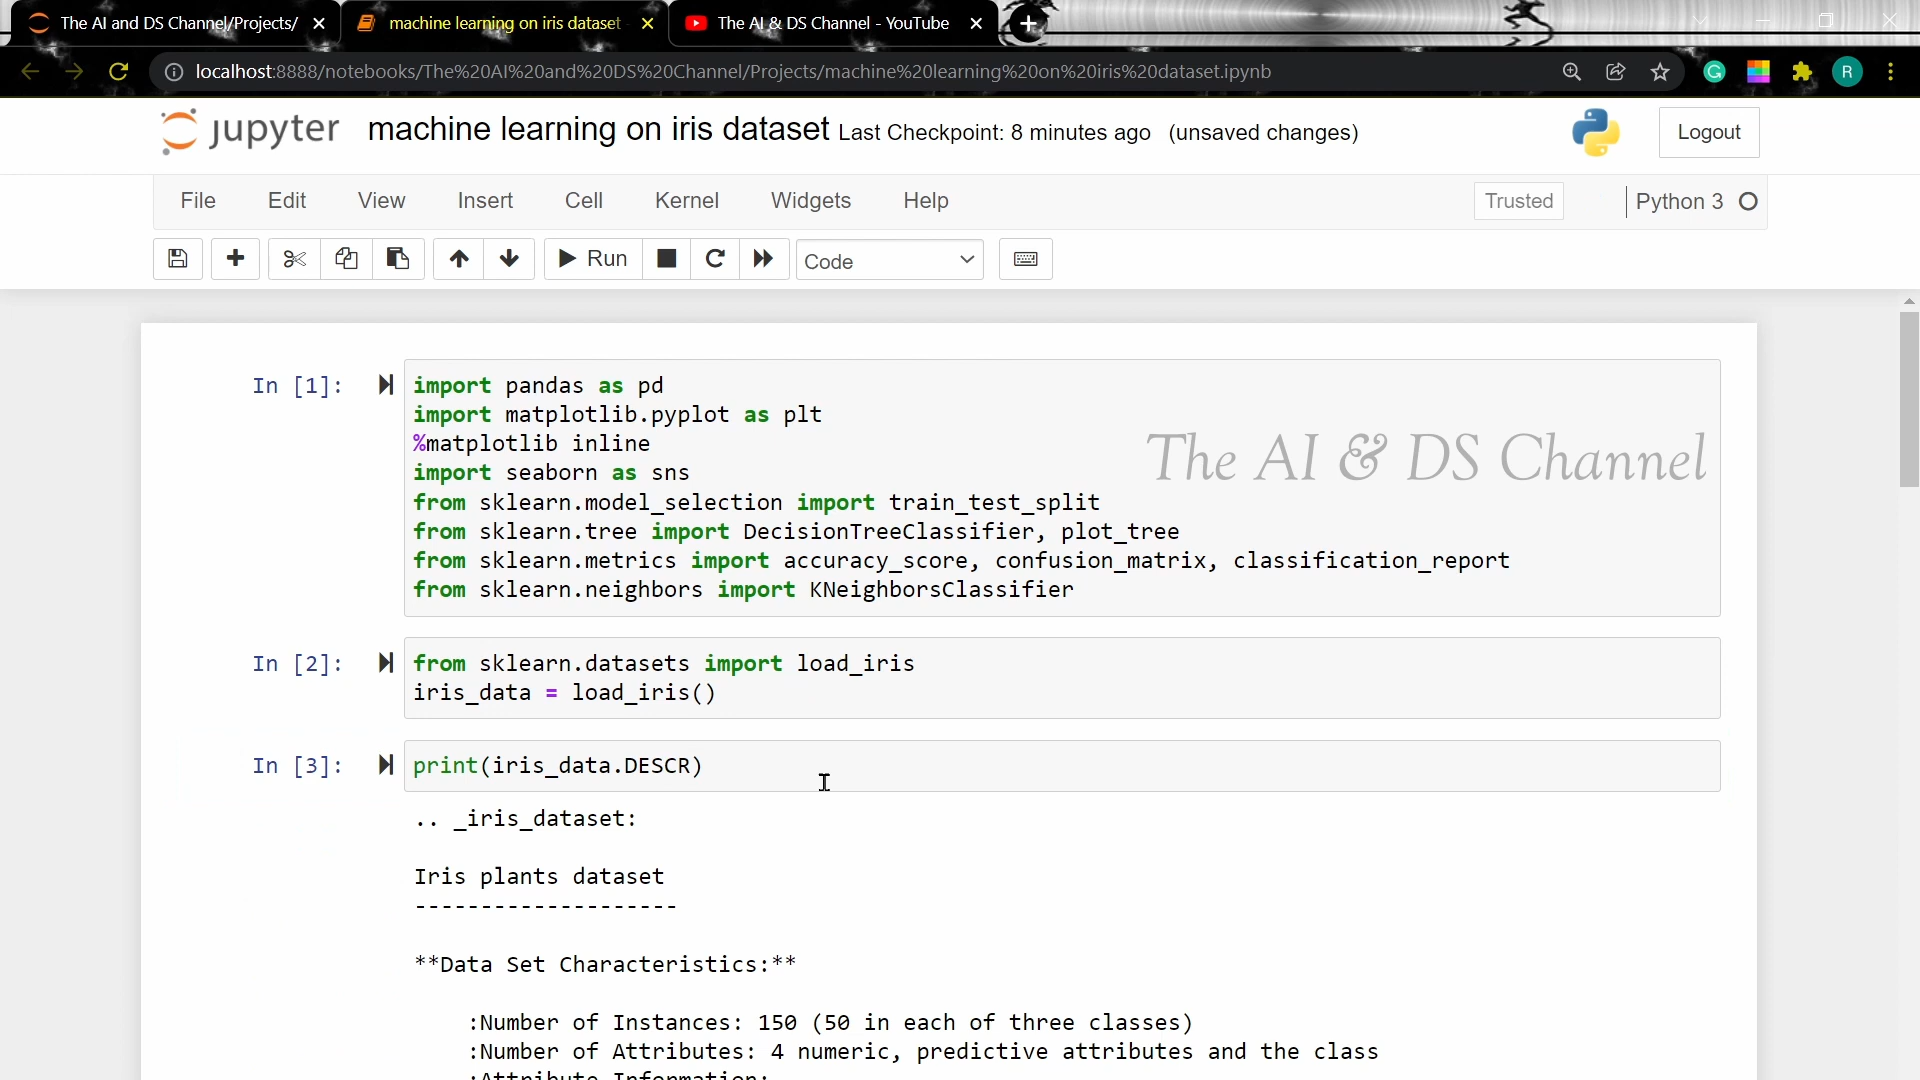 The AI and DS Channel/Projects/
machine learning on iris dataset
The AI & DS Channel - YouTube
localhost:8888/notebooks/The%20AI%20and%20DS%20Channel/Projects/machine%20learning%20on%20iris%20dataset.ipynb
R
jupyter machine learning on iris dataset Last Checkpoint: 8 minutes ago (unsaved changes)
Logout
File Edit View Insert Cell Kernel Widgets Help
Trusted
Python 3
Run
Code
In [1]:
import pandas as pd
import matplotlib.pyplot as plt
%matplotlib inline
import seaborn as sns
from sklearn.model_selection import train_test_split
from sklearn.tree import DecisionTreeClassifier, plot_tree
from sklearn.metrics import accuracy_score, confusion_matrix, classification_report
from sklearn.neighbors import KNeighborsClassifier
The AI & DS Channel
In [2]:
from sklearn.datasets import load_iris
iris_data = load_iris()
In [3]:
print(iris_data.DESCR)
.. _iris_dataset:
Iris plants dataset
--------------------
**Data Set Characteristics:**
:Number of Instances: 150 (50 in each of three classes)
:Number of Attributes: 4 numeric, predictive attributes and the class
:Attribute Information: